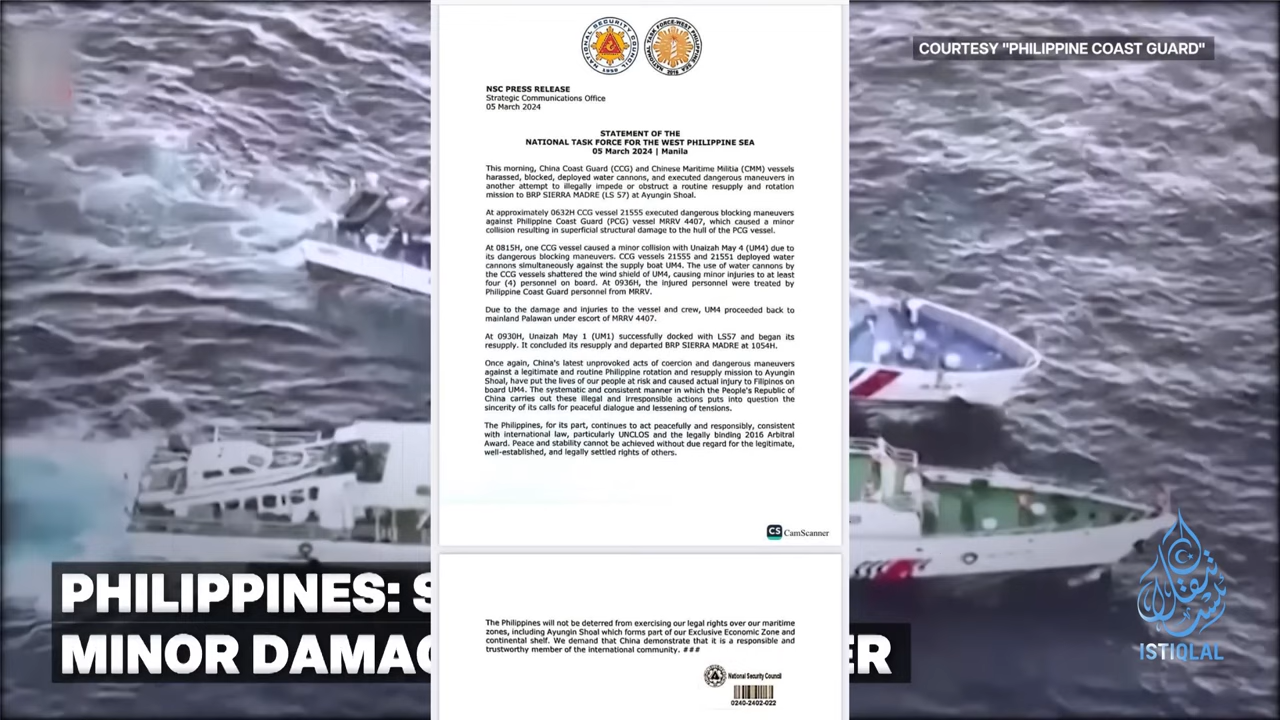 COURTESY "PHILIPPINE COAST GUARD"
NATIONAL SECURITY COUNCIL
1950
NATIONAL TASK FORCE-WEST PHILIPPINE SEA
2016
NSC PRESS RELEASE
Strategic Communications Office
05 March 2024
STATEMENT OF THE
NATIONAL TASK FORCE FOR THE WEST PHILIPPINE SEA
05 March 2024 | Manila
This morning, China Coast Guard (CCG) and Chinese Maritime Militia (CMM) vessels
harassed, blocked, deployed water cannons, and executed dangerous maneuvers in
another attempt to illegally impede or obstruct a routine resupply and rotation
mission to BRP SIERRA MADRE (LS 57) at Ayungin Shoal.
At approximately 0632H CCG vessel 21555 executed dangerous blocking maneuvers
against Philippine Coast Guard (PCG) vessel MRRV 4407, which caused a minor
collision resulting in superficial structural damage to the hull of the PCG vessel.
At 0815H, one CCG vessel caused a minor collision with Unaizah May 4 (UM4) due to
its dangerous blocking maneuvers. CCG vessels 21555 and 21551 deployed water
cannons simultaneously against the supply boat UM4. The use of water cannons by
the CCG vessels shattered the wind shield of UM4, causing minor injuries to at least
four (4) personnel on board. At 0936H, the injured personnel were treated by
Philippine Coast Guard personnel from MRRV.
Due to the damage and injuries to the vessel and crew, UM4 proceeded back to
mainland Palawan under escort of MRRV 4407.
At 0930H, Unaizah May 1 (UM1) successfully docked with LS57 and began its
resupply. It concluded its resupply and departed BRP SIERRA MADRE at 1054H.
Once again, China's latest unprovoked acts of coercion and dangerous maneuvers
against a legitimate and routine Philippine rotation and resupply mission to Ayungin
Shoal, have put the lives of our people at risk and caused actual injury to Filipinos on
board UM4. The systematic and consistent manner in which the People's Republic of
China carries out these illegal and irresponsible actions puts into question the
sincerity of its calls for peaceful dialogue and lessening of tensions.
The Philippines, for its part, continues to act peacefully and responsibly, consistent
with international law, particularly UNCLOS and the legally binding 2016 Arbitral
Award. Peace and stability cannot be achieved without due regard for the legitimate,
well-established, and legally settled rights of others.
CS CamScanner
The Philippines will not be deterred from exercising our legal rights over our maritime
zones, including Ayungin Shoal which forms part of our Exclusive Economic Zone and
continental shelf. We demand that China demonstrate that it is a responsible and
trustworthy member of the international community. ###
National Security Council
0240-2402-022
PHILIPPINES: S
MINOR DAMAG
ER
ISTIQLAL